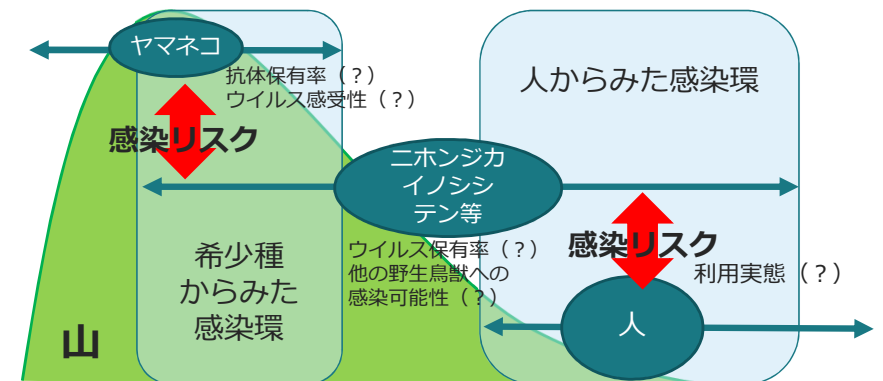 ヤマネコ
抗体保有率（？）
ウイルス感受性（？）
感染リスク
人からみた感染環
ニホンジカ
イノシシ
テン等
希少種
からみた
感染環
ウイルス保有率（？）
他の野生鳥獣への
感染可能性（？）
感染リスク
利用実態（？）
人
山